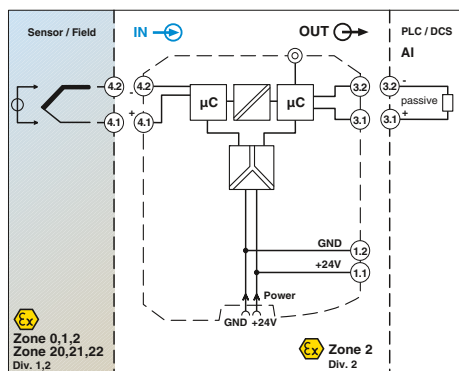 Sensor / Field
IN
OUT
PLC / DCS
AI
4.2
4.2
-
µC
µC
3.2
3.2
-
passive
+
4.1
4.1
+
3.1
3.1
GND
1.2
+24V
1.1
Power
GND +24V
Ex
Zone 0,1,2
Zone 20,21,22
Div. 1,2
Ex
Zone 2
Div. 2